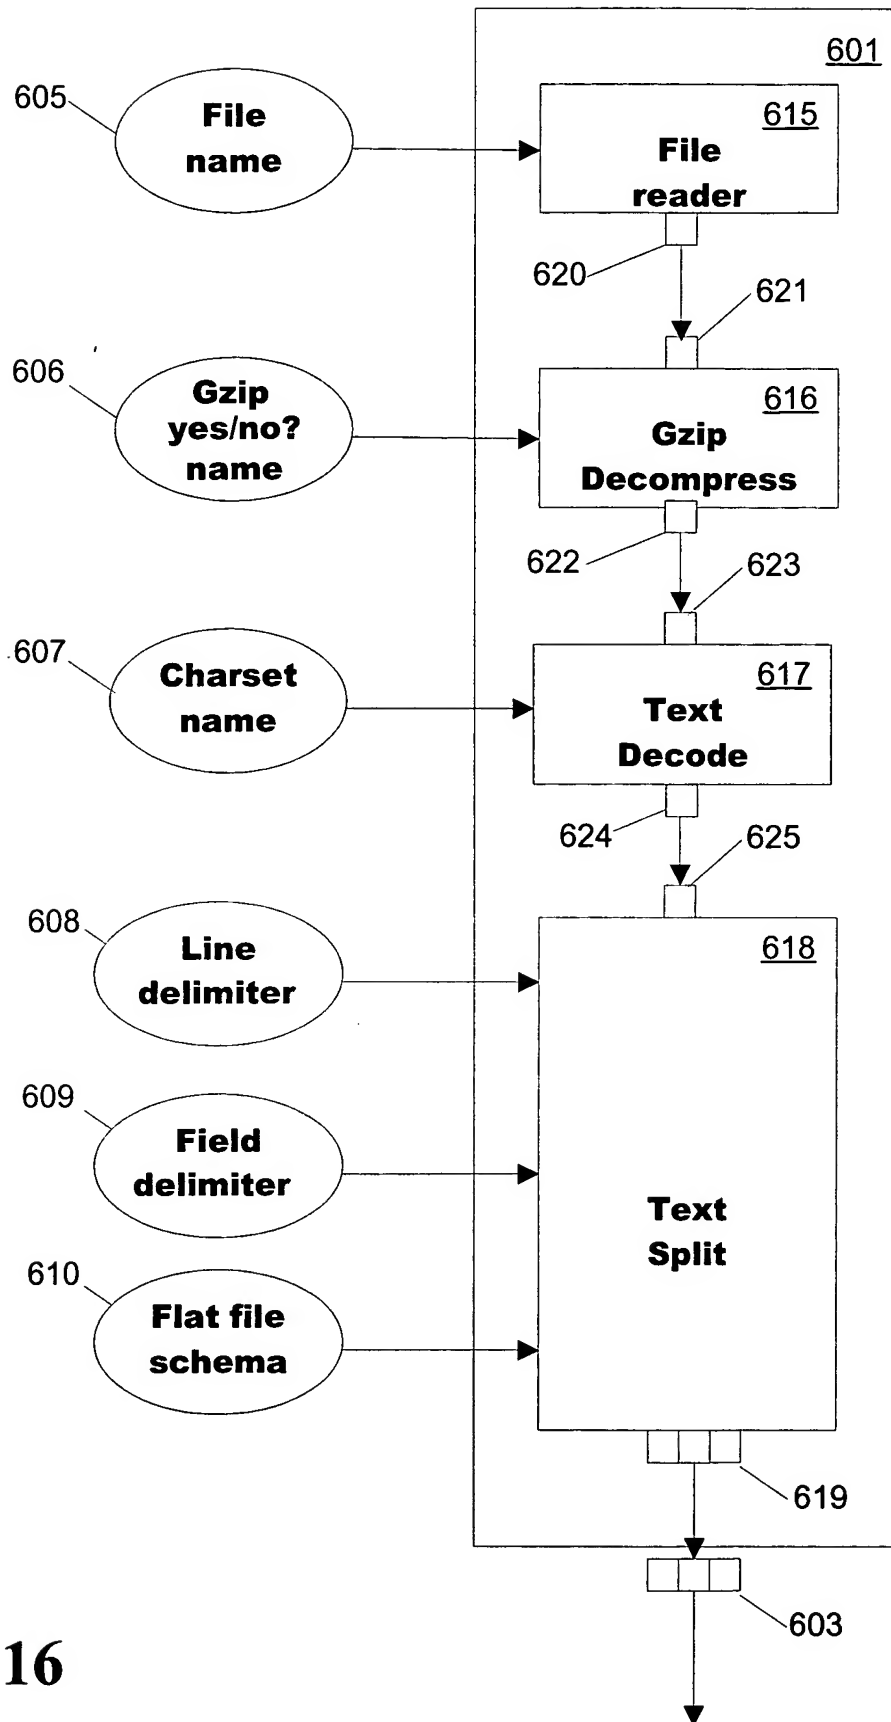 601
605
File
name
615
File
reader
620
621
606
Gzip
yes/no?
name
616
Gzip
Decompress
622
623
607
Charset
name
617
Text
Decode
624
625
608
Line
delimiter
618
609
Field
delimiter
Text
Split
610
Flat file
schema
619
603
16